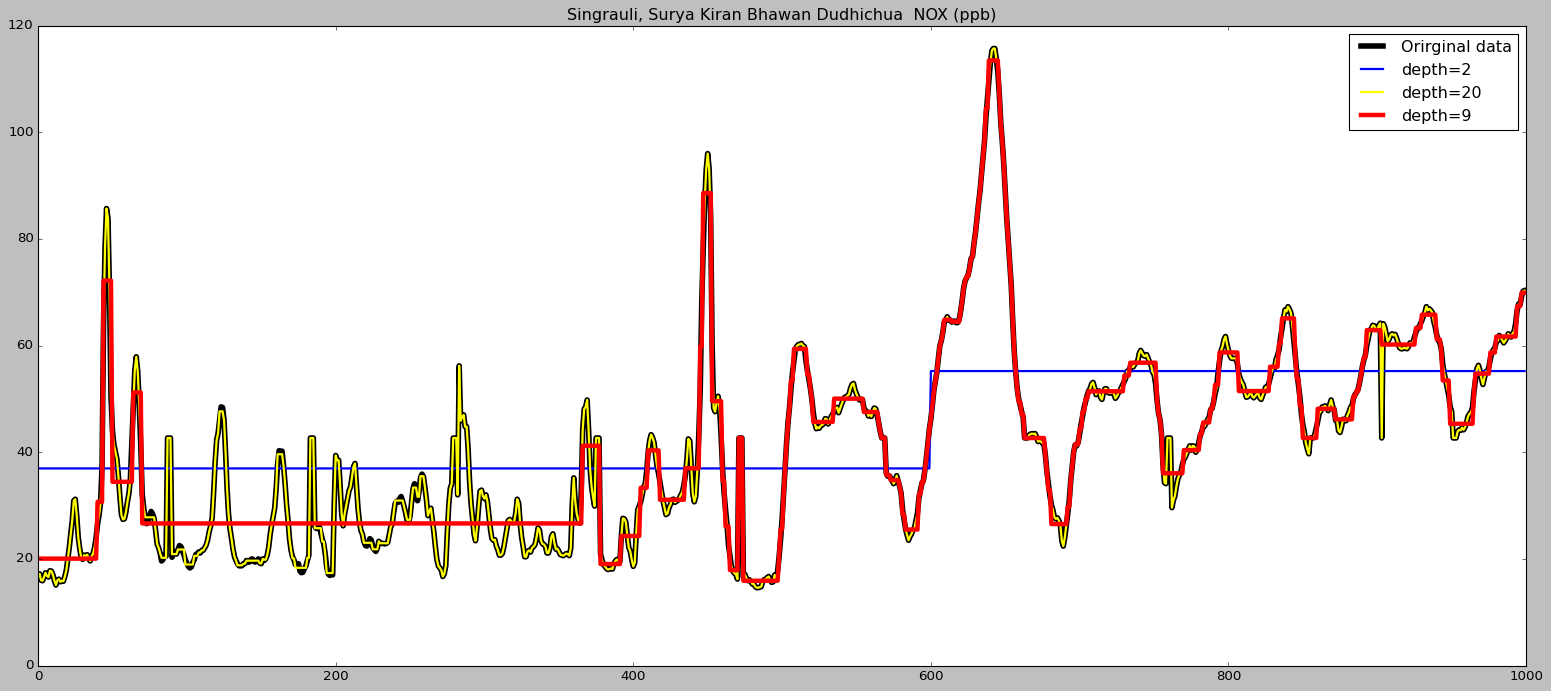 Singrauli, Surya Kiran Bhawan Dudhichua  NOX (ppb)
120
100
80
60
40
20
0
Orirginal data
depth=2
depth=20
depth=9
0 200 400 600 800 1000